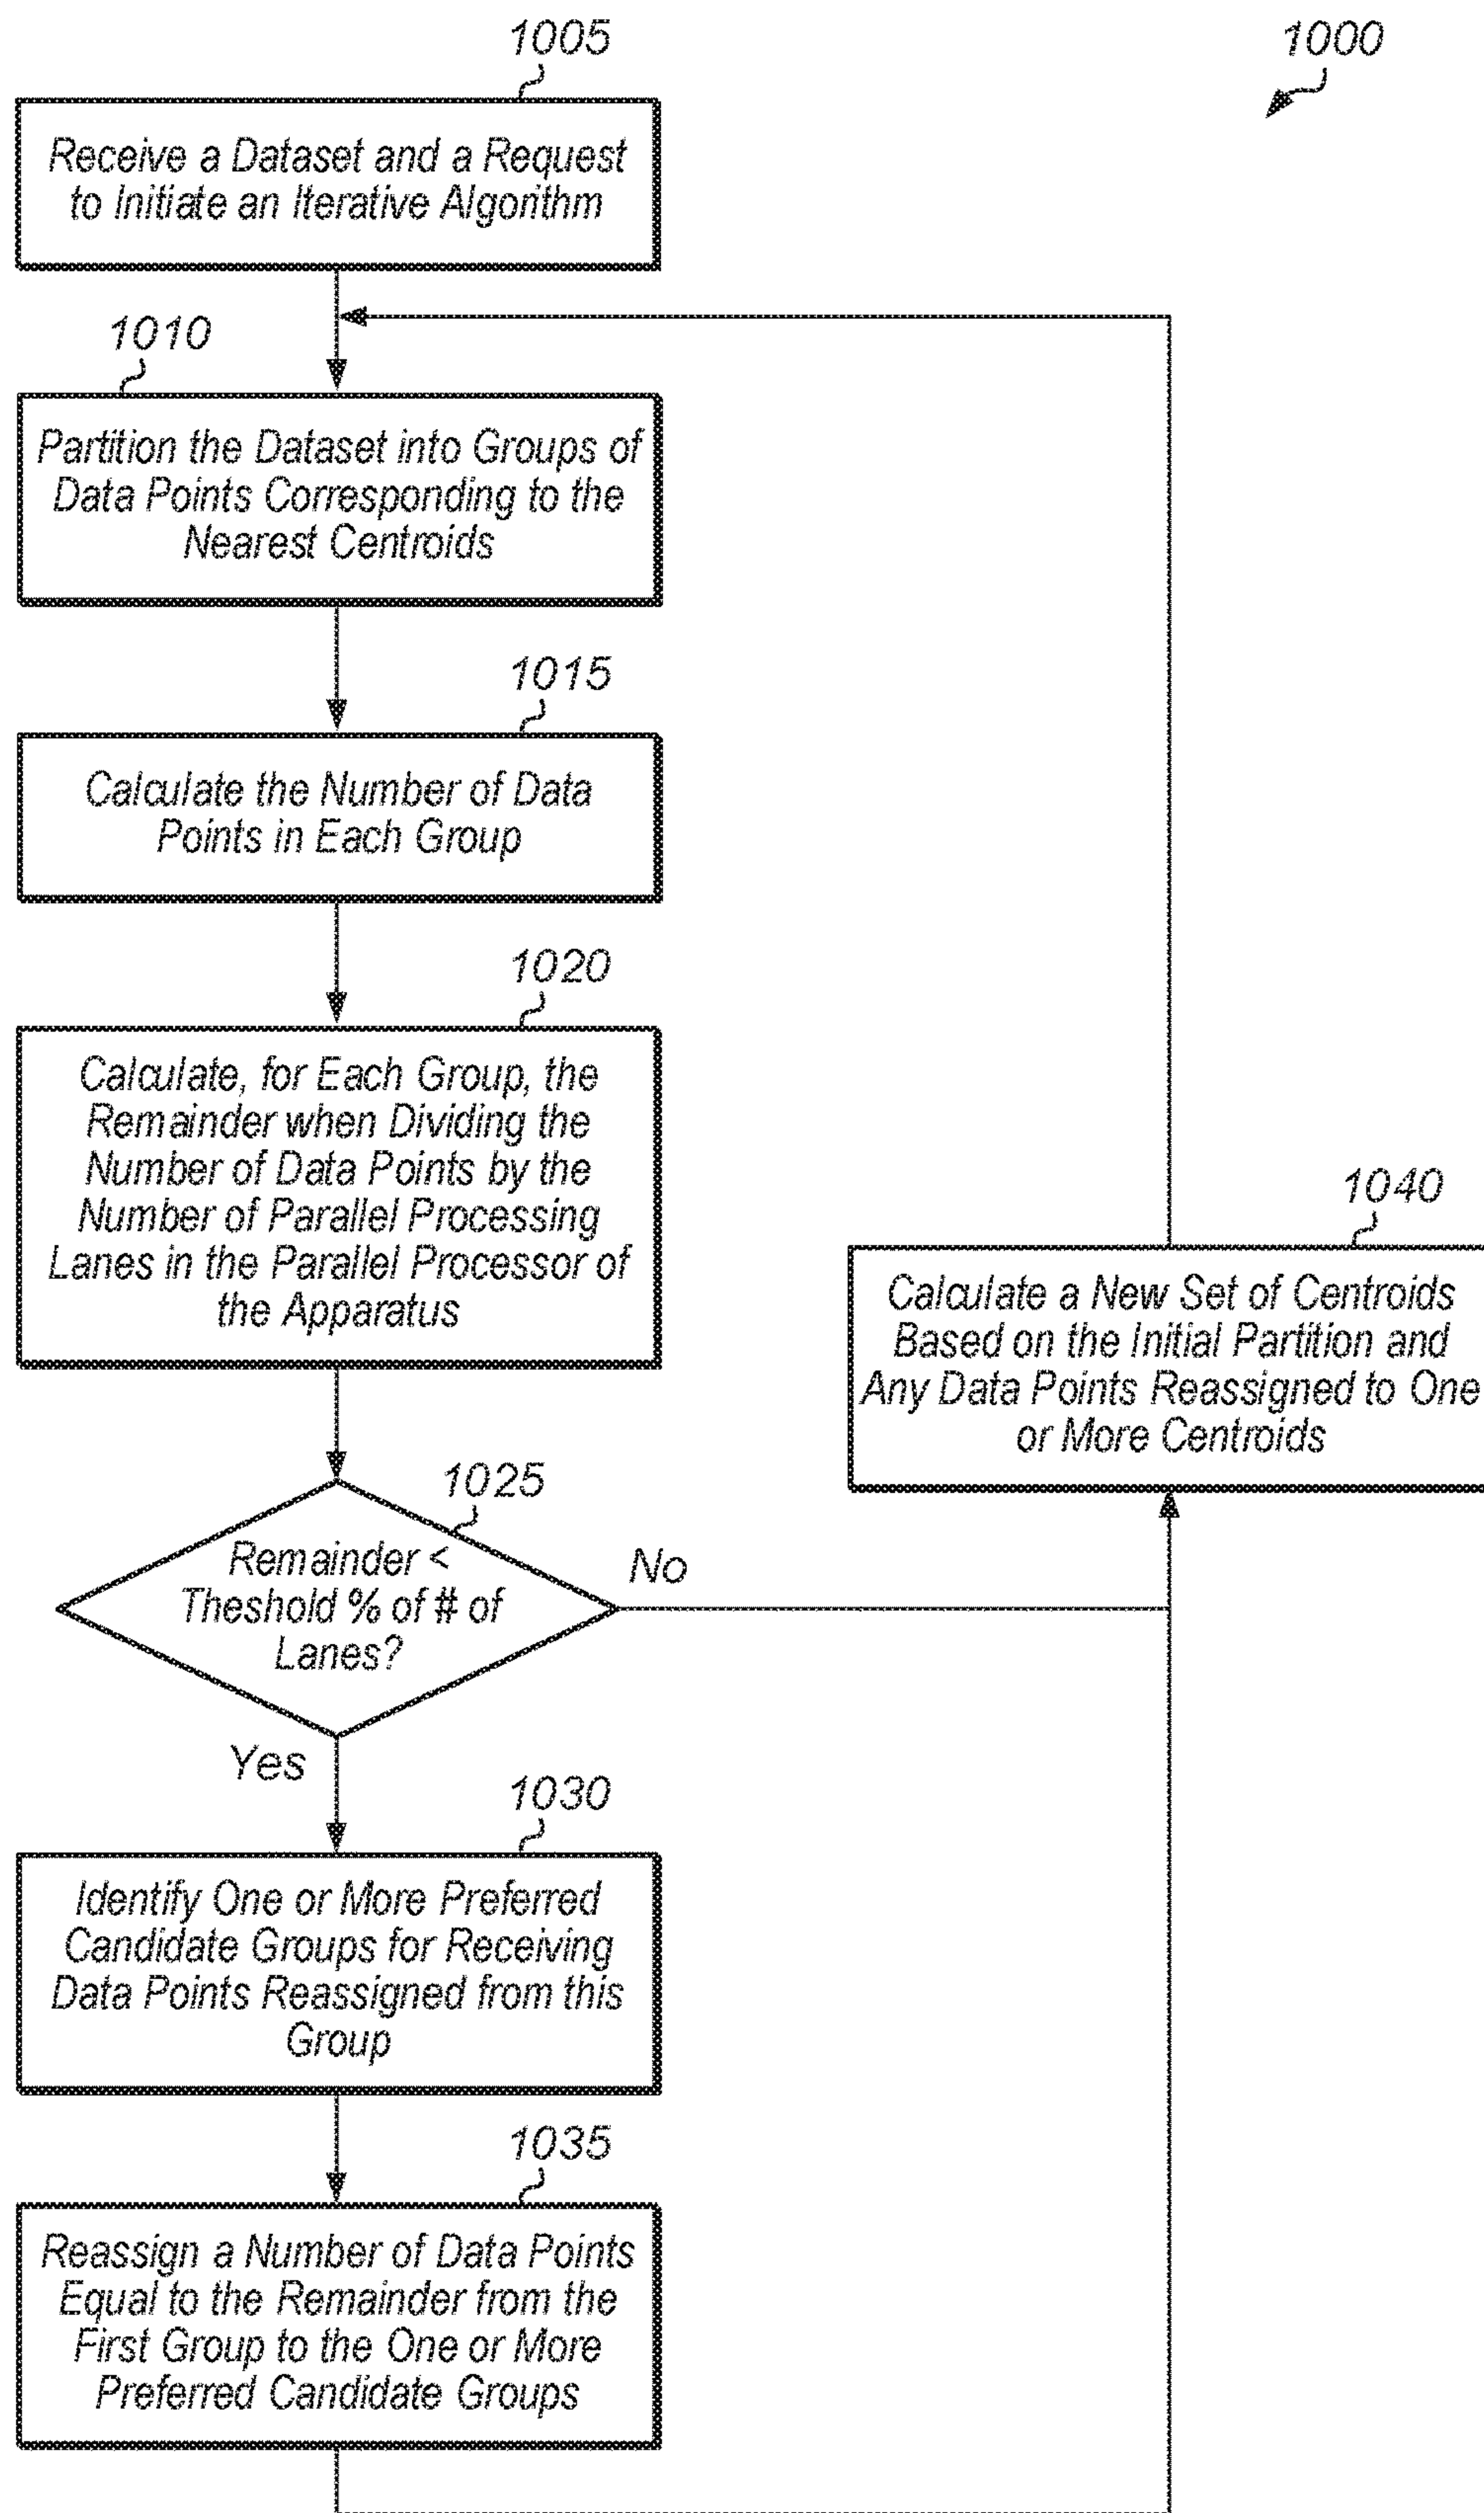 1005
1000
Receive a Dataset and a Request
to Initiate an Iterative Algorithm
1010
Partition the Dataset into Groups of
Data Points Corresponding to the
Nearest Centroids
1015
Calculate the Number of Data
Points in Each Group
1020
Calculate, for Each Group, the
Remainder when Dividing the
Number of Data Points by the
Number of Parallel Processing
Lanes in the Parallel Processor of
the Apparatus
1040
Calculate a New Set of Centroids
Based on the Initial Partition and
Any Data Points Reassigned to One
or More Centroids
1025
Remainder <
Theshold % of # of
Lanes?
No
Yes
1030
Identify One or More Preferred
Candidate Groups for Receiving
Data Points Reassigned from this
Group
1035
Reassign a Number of Data Points
Equal to the Remainder from the
First Group to the One or More
Preferred Candidate Groups